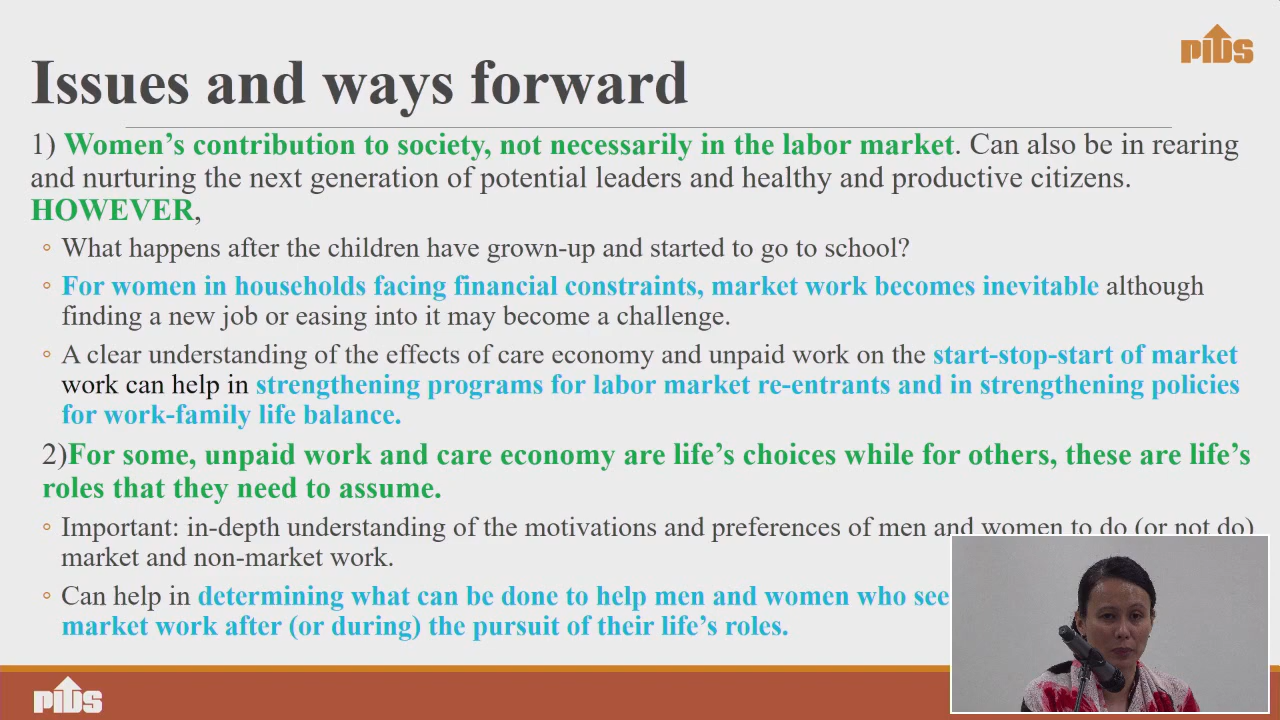 PIDS
Issues and ways forward
1) Women’s contribution to society, not necessarily in the labor market. Can also be in rearing
and nurturing the next generation of potential leaders and healthy and productive citizens.
HOWEVER,
◦ What happens after the children have grown-up and started to go to school?
◦ For women in households facing financial constraints, market work becomes inevitable although
finding a new job or easing into it may become a challenge.
◦ A clear understanding of the effects of care economy and unpaid work on the start-stop-start of market
work can help in strengthening programs for labor market re-entrants and in strengthening policies
for work-family life balance.
2)For some, unpaid work and care economy are life’s choices while for others, these are life’s
roles that they need to assume.
◦ Important: in-depth understanding of the motivations and preferences of men and women to do (or not do)
market and non-market work.
◦ Can help in determining what can be done to help men and women who see
market work after (or during) the pursuit of their life’s roles.
PIDS